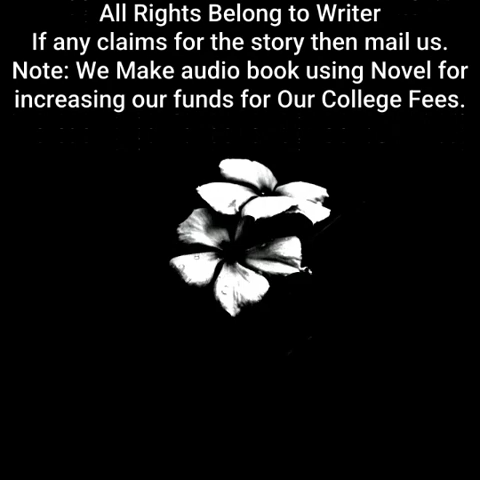 All Rights Belong to Writer
If any claims for the story then mail us.
Note: We Make audio book using Novel for
increasing our funds for Our College Fees.